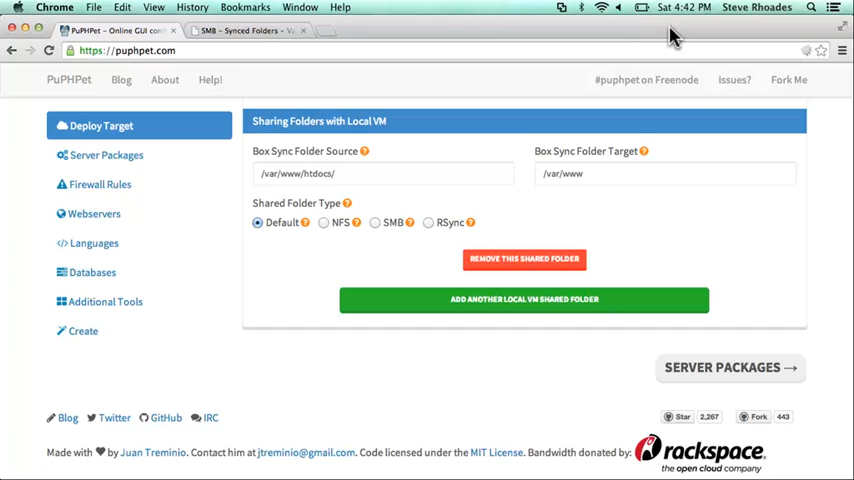 Chrome File Edit View History Bookmarks Window Help Sat 4:42 PM Steve Rhoades
PuPHPet – Online GUI con
SMB – Synced Folders – Va
https://puphpet.com
PuPHPet Blog About Help! #puphpet on Freenode Issues? Fork Me
Deploy Target
Server Packages
Firewall Rules
Webservers
Languages
Databases
Additional Tools
Create
Sharing Folders with Local VM
Box Sync Folder Source Box Sync Folder Target
/var/www/htdocs/ /var/www
Shared Folder Type
Default NFS SMB RSync
REMOVE THIS SHARED FOLDER
ADD ANOTHER LOCAL VM SHARED FOLDER
SERVER PACKAGES →
Blog Twitter GitHub IRC Star 2,267 Fork 443
Made with ❤ by Juan Treminio. Contact him at jtreminio@gmail.com. Code licensed under the MIT License. Bandwidth donated by:
rackspace.
the open cloud company